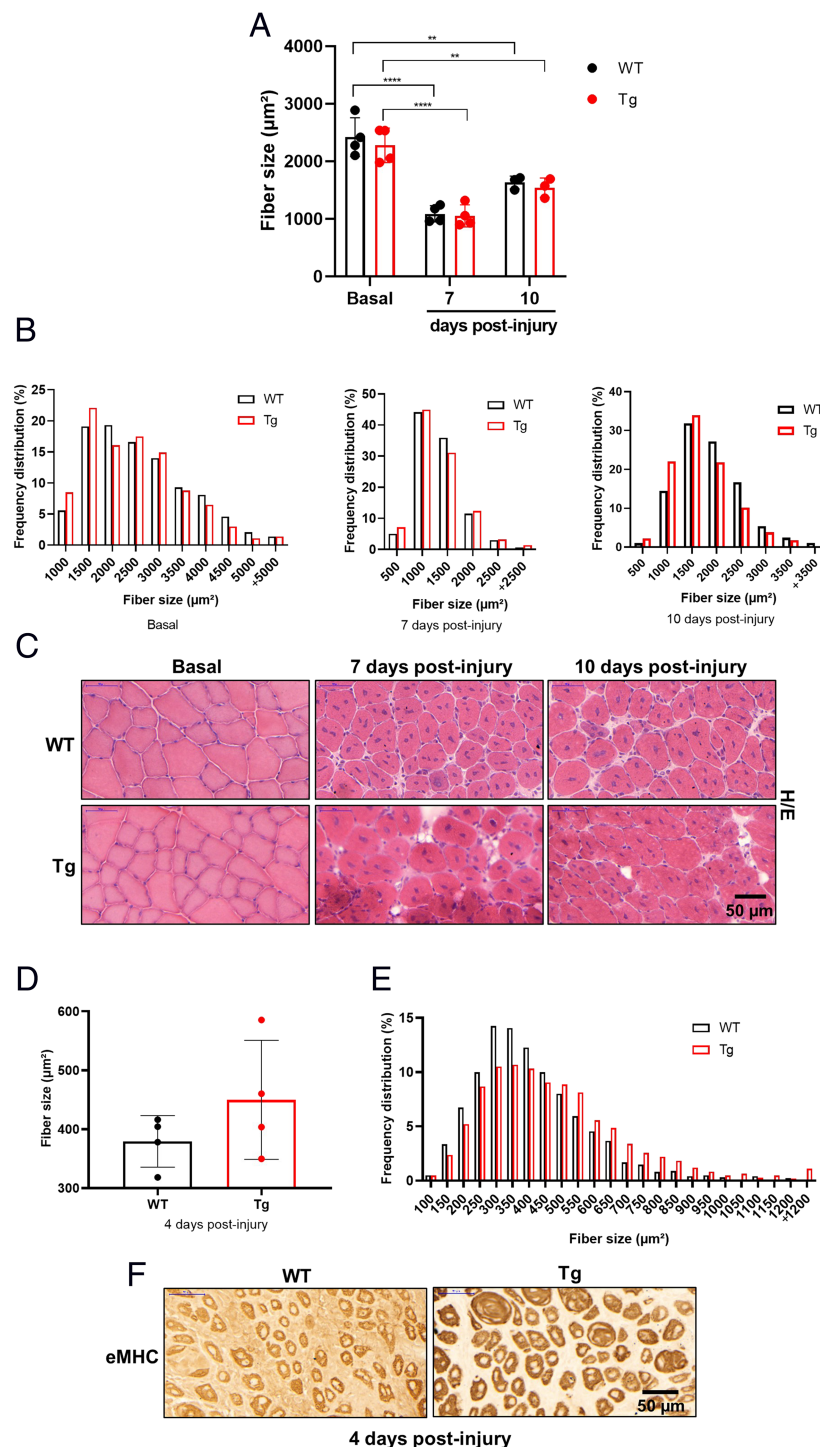 A
**
**
****
****
WT
Tg
Fiber size (µm²)
4000
3000
2000
1000
0
Basal
7
10
days post-injury
B
Frequency distribution (%)
25
20
15
10
5
0
WT
Tg
1000
1500
2000
2500
3000
3500
4000
4500
5000
+5000
Fiber size (µm²)
Basal
Frequency distribution (%)
50
40
30
20
10
0
WT
Tg
500
1000
1500
2000
2500
+2500
Fiber size (µm²)
7 days post-injury
Frequency distribution (%)
40
30
20
10
0
WT
Tg
500
1000
1500
2000
2500
3000
3500
+3500
Fiber size (µm²)
10 days post-injury
C
Basal
7 days post-injury
10 days post-injury
WT
Tg
H/E
50 µm
D
Fiber size (µm²)
600
500
400
300
WT
Tg
4 days post-injury
E
Frequency distribution (%)
15
10
5
0
WT
Tg
100
150
200
250
300
350
400
450
500
550
600
650
700
750
800
850
900
950
1000
1050
1100
1150
1200
+1200
Fiber size (µm²)
F
WT
Tg
eMHC
50 µm
4 days post-injury